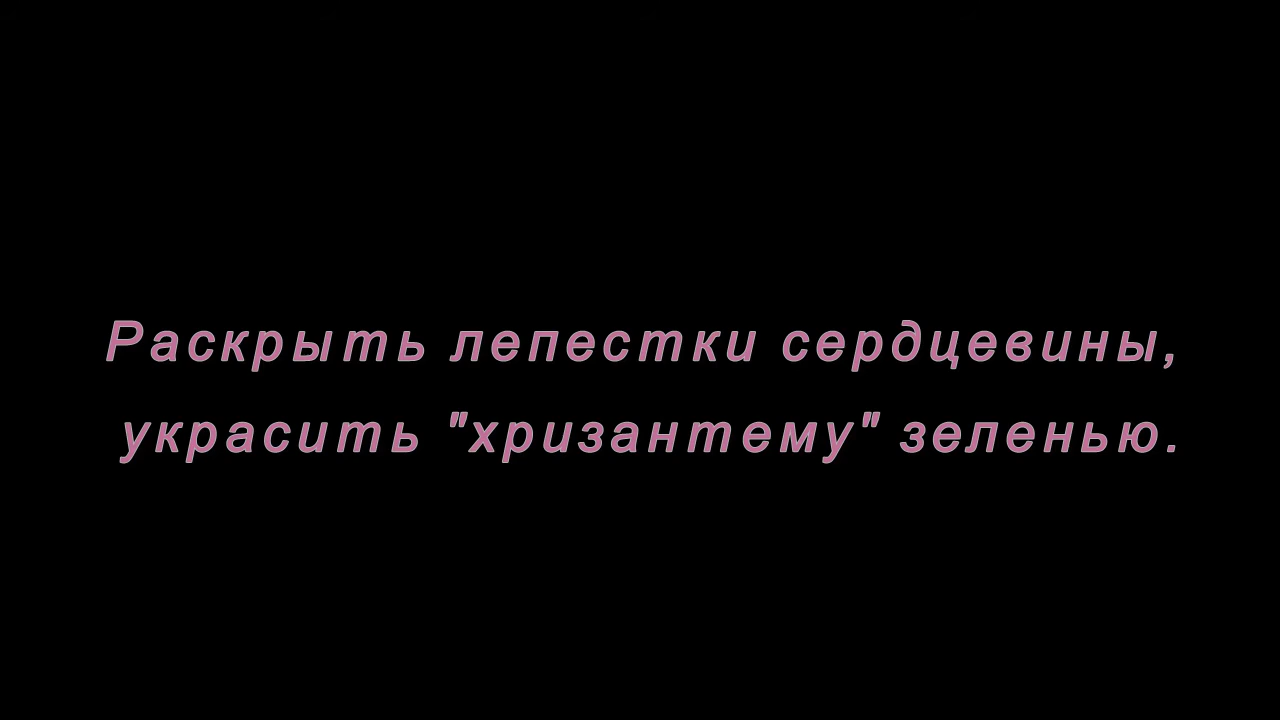 Раскрыть лепестки сердцевины,
украсить "хризантему" зеленью.